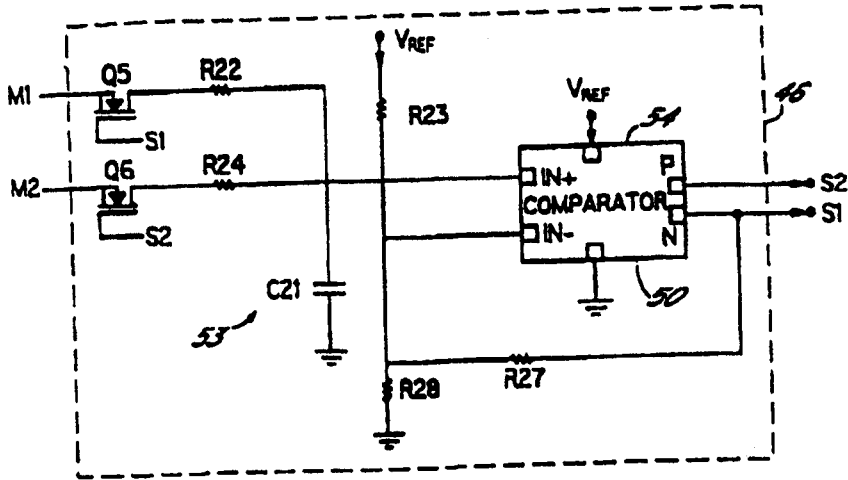 VREF
Q5
R22
M1
S1
R23
VREF
54
45
Q6
R24
M2
S2
IN+
P
COMPARATOR
IN-
N
S2
S1
C21
53
50
R27
R28